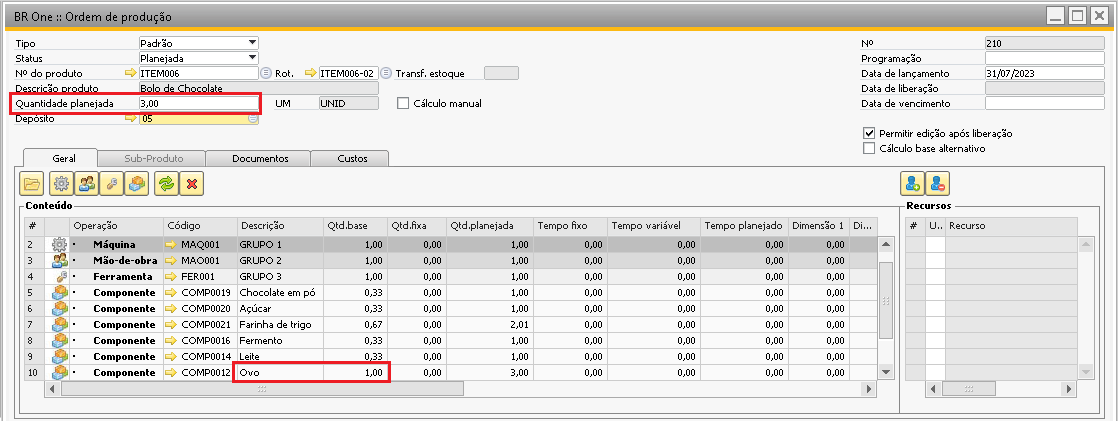 BR One :: Ordem de produção
Tipo Padrão Nº 210
Status Planejada Programação
Nº do produto ITEM006 Rot. ITEM006-02 Transf. estoque Data de lançamento 31/07/2023
Descrição produto Bolo de Chocolate Data de liberação
Quantidade planejada 3,00 UM UNID Cálculo manual Data de vencimento
Depósito 05
Permitir edição após liberação
Cálculo base alternativo
Geral Sub-Produto Documentos Custos
Conteúdo Recursos
# Operação Código Descrição Qtd.base Qtd.fixa Qtd.planejada Tempo fixo Tempo variável Tempo planejado Dimensão 1 Di... # U.. Recurso
2 · Máquina MAQ001 GRUPO 1 1,00 0,00 1,00 0,00 0,00 0,00 0,00
3 · Mão-de-obra MAO001 GRUPO 2 1,00 0,00 1,00 0,00 0,00 0,00 0,00
4 · Ferramenta FER001 GRUPO 3 1,00 0,00 1,00 0,00 0,00 0,00 0,00
5 · Componente COMP0019 Chocolate em pó 0,33 0,00 1,00 0,00 0,00 0,00 0,00
6 · Componente COMP0020 Açúcar 0,33 0,00 1,00 0,00 0,00 0,00 0,00
7 · Componente COMP0021 Farinha de trigo 0,67 0,00 2,01 0,00 0,00 0,00 0,00
8 · Componente COMP0016 Fermento 0,33 0,00 1,00 0,00 0,00 0,00 0,00
9 · Componente COMP0014 Leite 0,33 0,00 1,00 0,00 0,00 0,00 0,00
10 · Componente COMP0012 Ovo 1,00 0,00 3,00 0,00 0,00 0,00 0,00